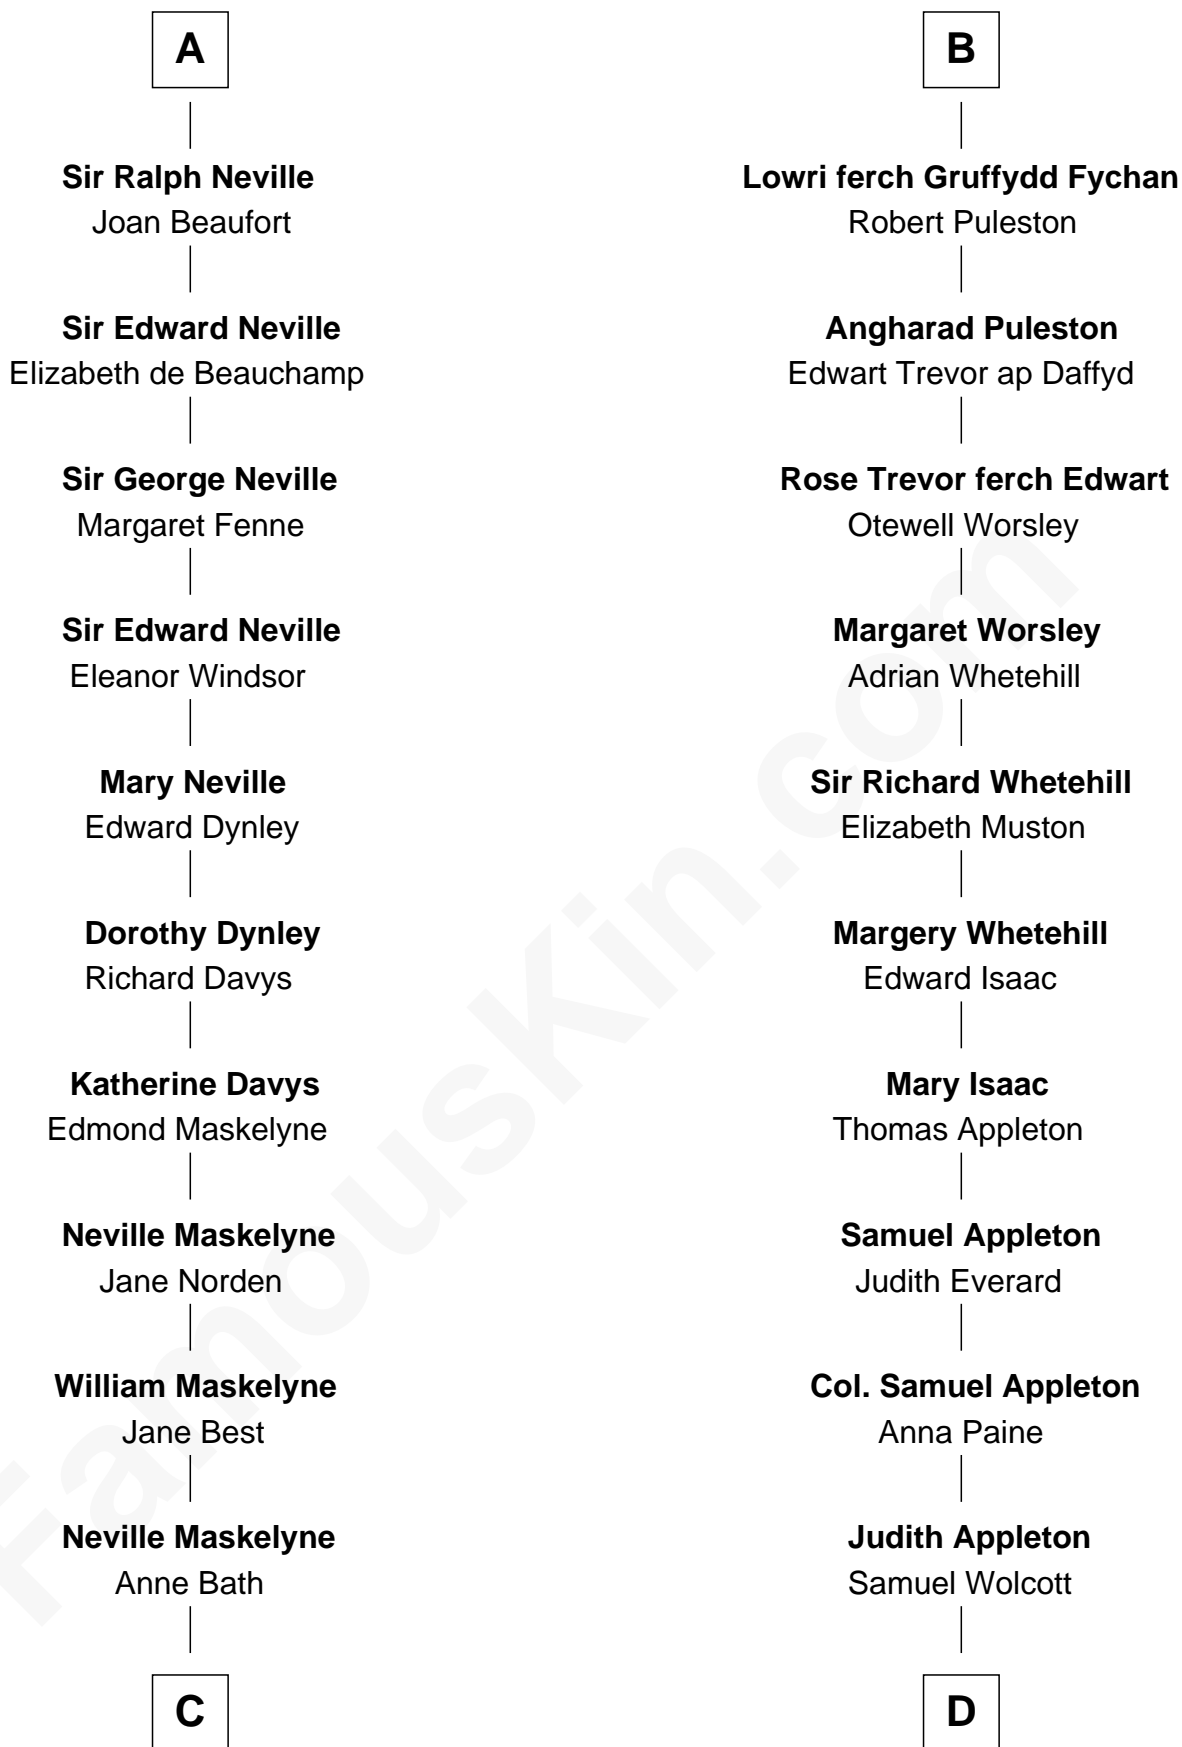 A
Sir Ralph Neville
Joan Beaufort
Sir Edward Neville
Elizabeth de Beauchamp
Sir George Neville
Margaret Fenne
Sir Edward Neville
Eleanor Windsor
Mary Neville
Edward Dynley
Dorothy Dynley
Richard Davys
Katherine Davys
Edmond Maskelyne
Neville Maskelyne
Jane Norden
William Maskelyne
Jane Best
Neville Maskelyne
Anne Bath
C
B
Lowri ferch Gruffydd Fychan
Robert Puleston
Angharad Puleston
Edwart Trevor ap Daffyd
Rose Trevor ferch Edwart
Otewell Worsley
Margaret Worsley
Adrian Whetehill
Sir Richard Whetehill
Elizabeth Muston
Margery Whetehill
Edward Isaac
Mary Isaac
Thomas Appleton
Samuel Appleton
Judith Everard
Col. Samuel Appleton
Anna Paine
Judith Appleton
Samuel Wolcott
D
FamousKin.com